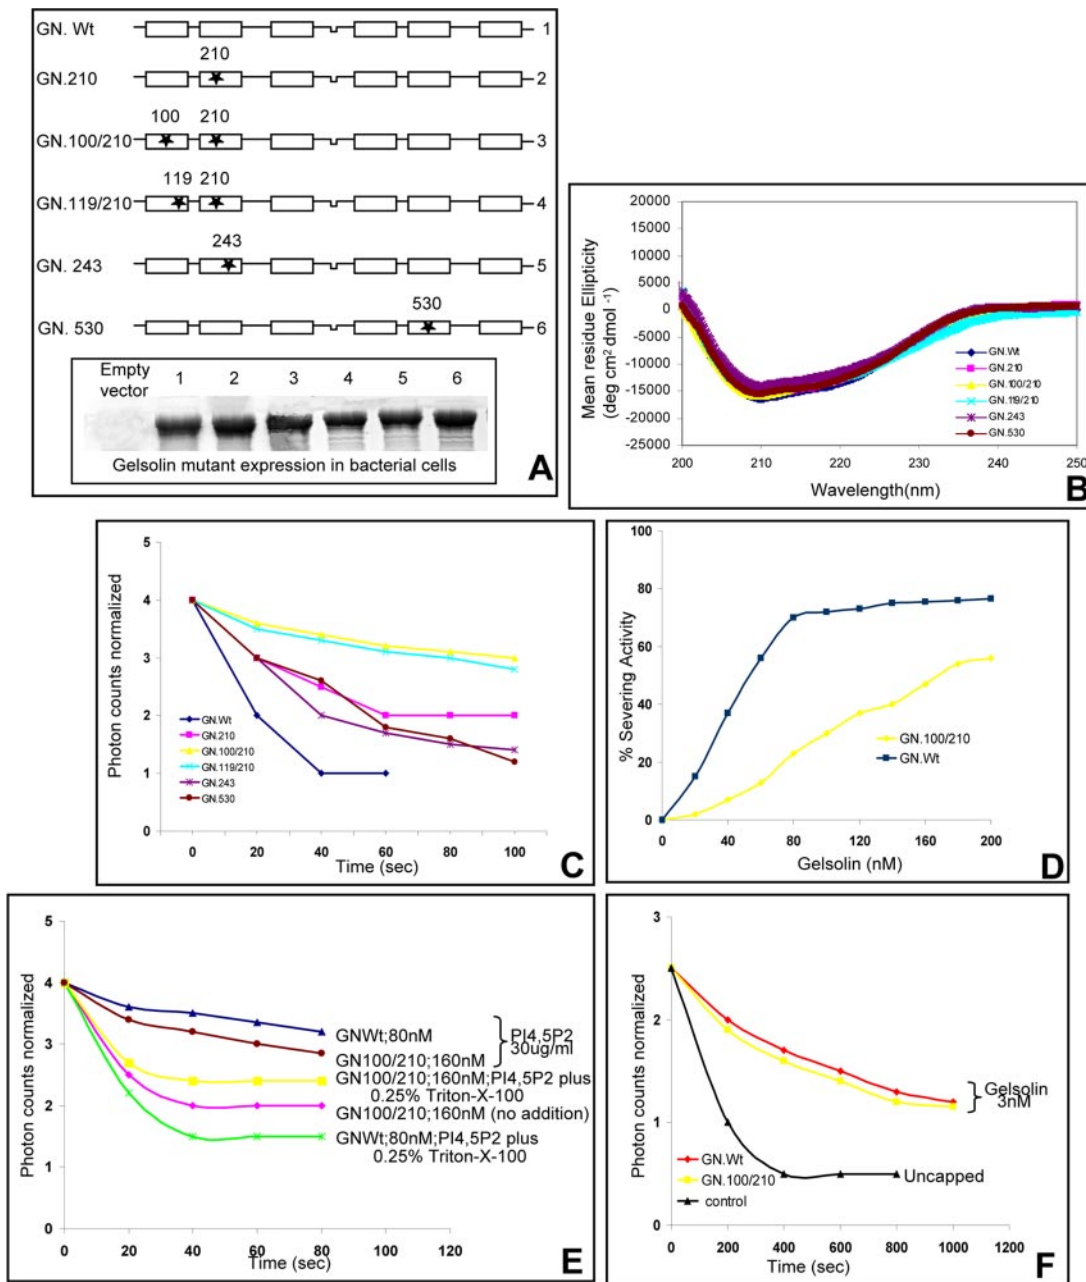 GN. Wt 1
210
GN.210 2
100 210
GN.100/210 3
119 210
GN.119/210 4
243
GN. 243 5
530
GN. 530 6
Empty vector 1 2 3 4 5 6
Gelsolin mutant expression in bacterial cells
A
Mean residue Ellipticity
(deg cm² dmol ⁻¹)
20000
15000
10000
5000
0
-5000
-10000
-15000
-20000
-25000
200 210 220 230 240 250
Wavelength(nm)
GN.Wt
GN.210
GN.100/210
GN.119/210
GN.243
GN.530
B
Photon counts normalized
5
4
3
2
1
0
0 20 40 60 80 100
Time (sec)
GN.Wt
GN.210
GN.100/210
GN.119/210
GN.243
GN.530
C
% Severing Activity
100
80
60
40
20
0
0 40 80 120 160 200
Gelsolin (nM)
GN.100/210
GN.Wt
D
Photon counts normalized
5
4
3
2
1
0
0 20 40 60 80 100 120
Time (sec)
GNWt;80nM
GN100/210;160nM
PI4,5P2
30ug/ml
GN100/210;160nM;PI4,5P2 plus
0.25% Triton-X-100
GN100/210;160nM (no addition)
GNWt;80nM;PI4,5P2 plus
0.25% Triton-X-100
E
Photon counts normalized
3
2
1
0
0 200 400 600 800 1000 1200
Time (sec)
GN.Wt
GN.100/210
control
Gelsolin
3nM
Uncapped
F